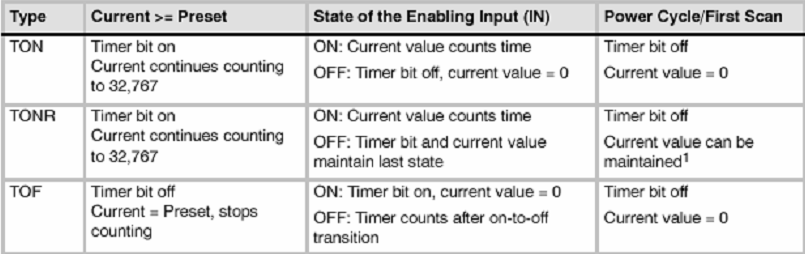 Type Current >= Preset State of the Enabling Input (IN) Power Cycle/First Scan
TON Timer bit on ON: Current value counts time Timer bit off
Current continues counting OFF: Timer bit off, current value = 0 Current value = 0
to 32,767
TONR Timer bit on ON: Current value counts time Timer bit off
Current continues counting OFF: Timer bit and current value Current value can be
to 32,767 maintain last state maintained¹
TOF Timer bit off ON: Timer bit on, current value = 0 Timer bit off
Current = Preset, stops OFF: Timer counts after on-to-off Current value = 0
counting transition